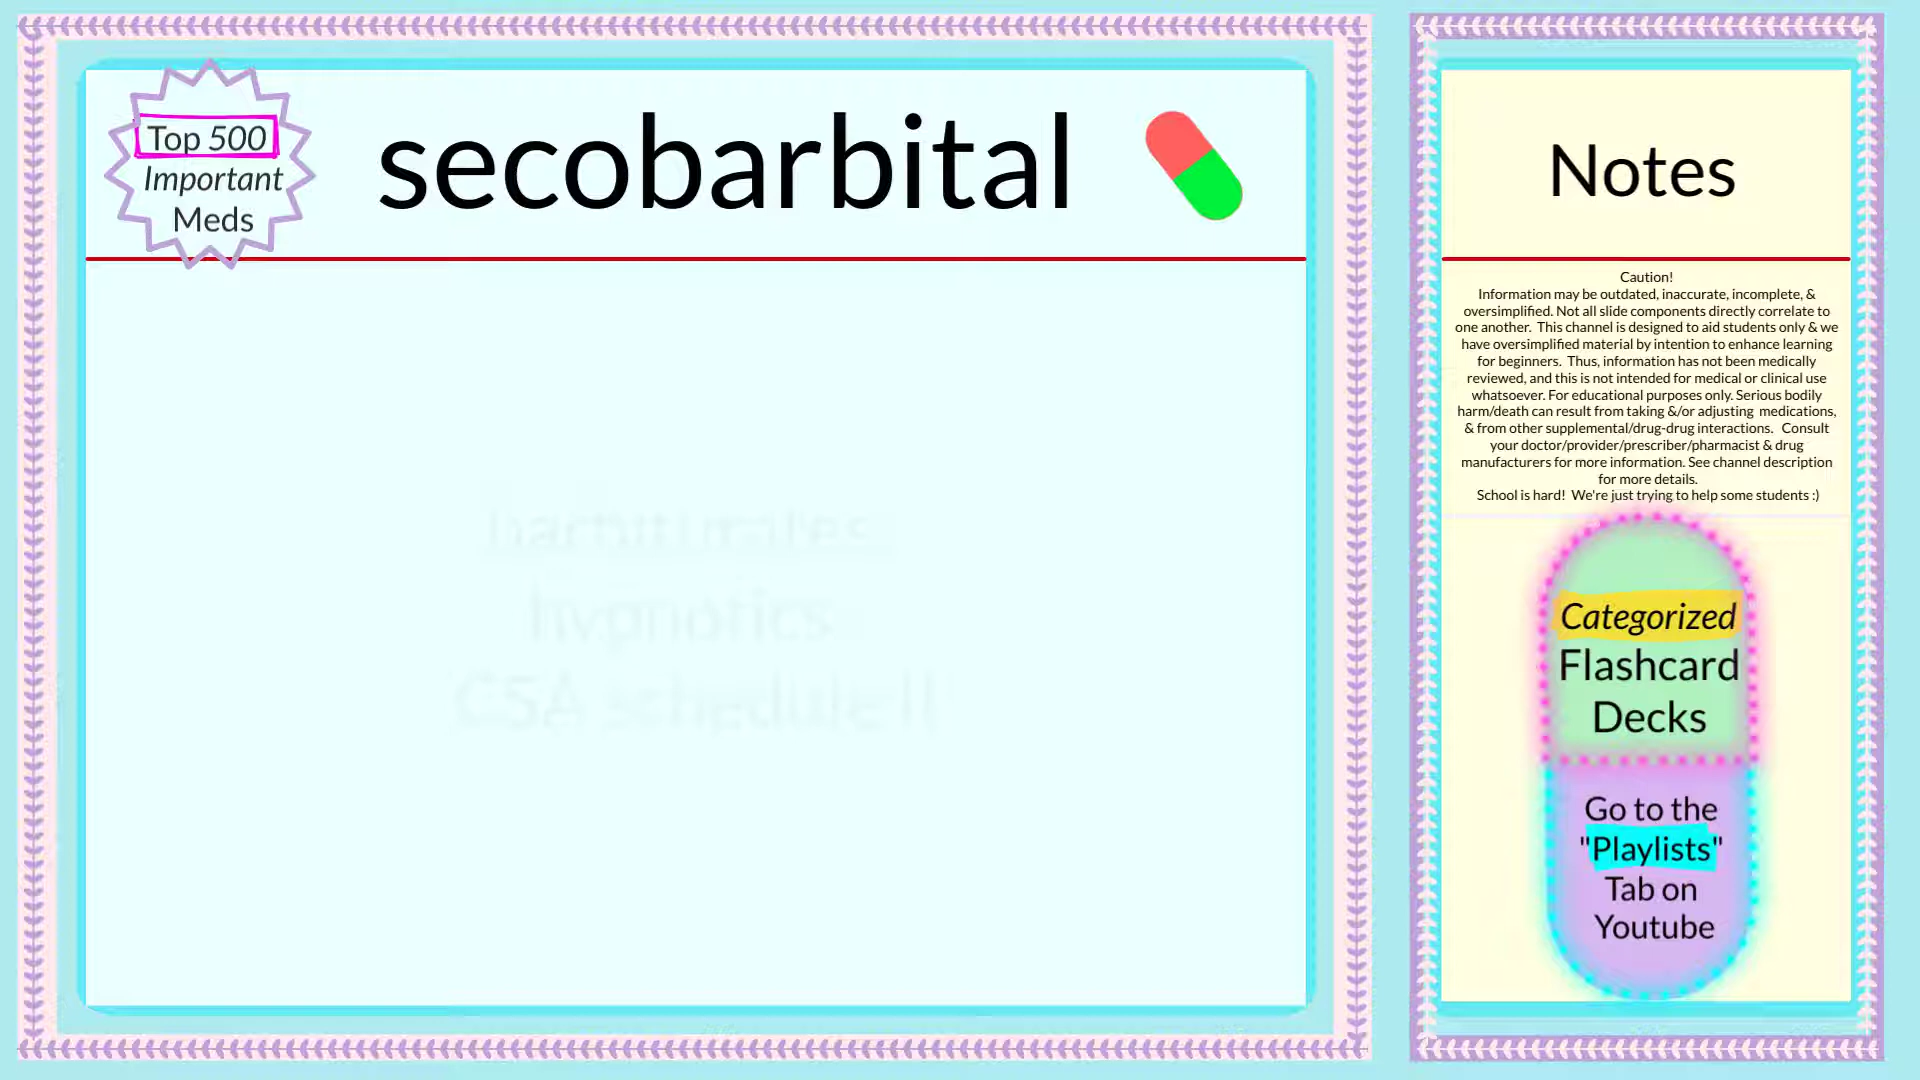 Top 500
Important
Meds
secobarbital
barbiturates
hypnotics
CSA schedule II
Notes
Caution!
Information may be outdated, inaccurate, incomplete, &
oversimplified. Not all slide components directly correlate to
one another. This channel is designed to aid students only & we
have oversimplified material by intention to enhance learning
for beginners. Thus, information has not been medically
reviewed, and this is not intended for medical or clinical use
whatsoever. For educational purposes only. Serious bodily
harm/death can result from taking &/or adjusting medications,
& from other supplemental/drug-drug interactions. Consult
your doctor/provider/prescriber/pharmacist & drug
manufacturers for more information. See channel description
for more details.
School is hard! We're just trying to help some students :)
Categorized
Flashcard
Decks
Go to the
"Playlists"
Tab on
Youtube